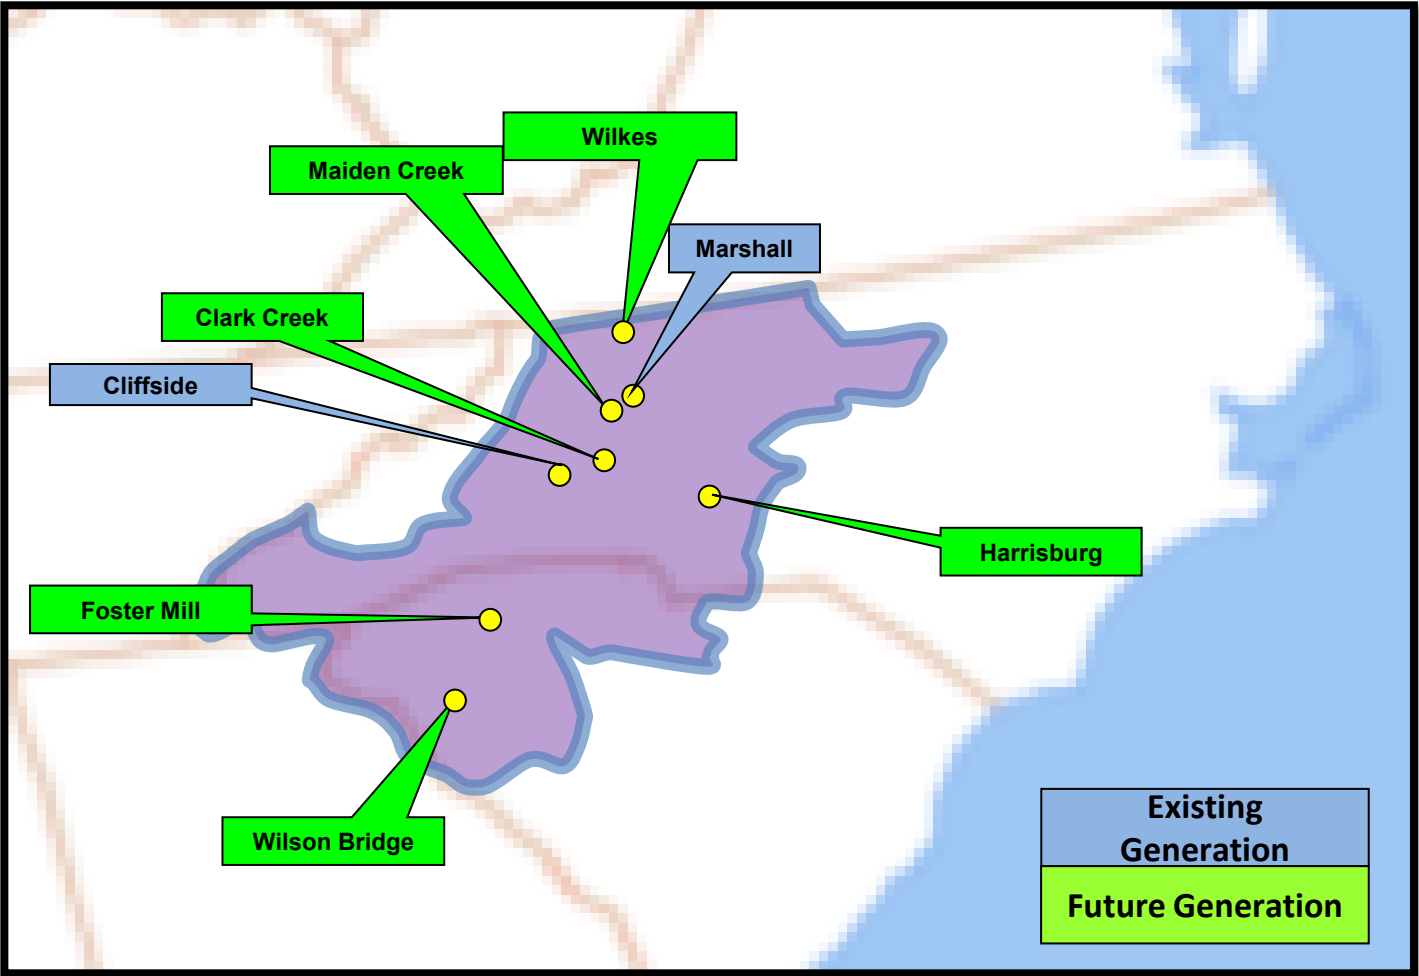 Wilkes
Maiden Creek
Marshall
Clark Creek
Cliffside
Harrisburg
Foster Mill
Wilson Bridge
Existing
Generation
Future Generation